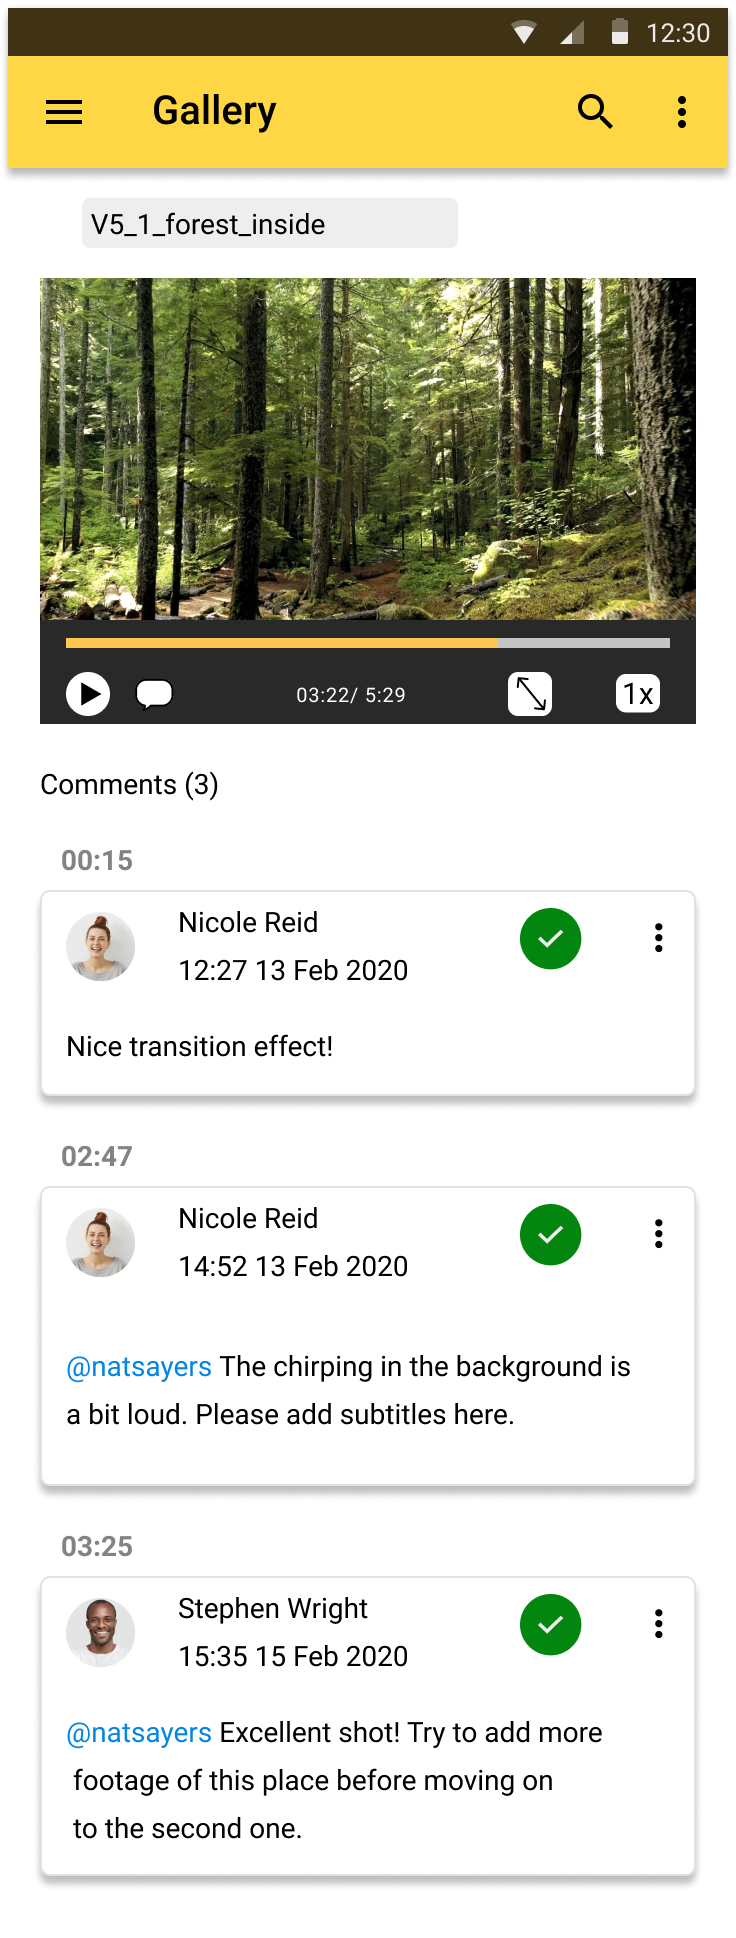 12:30
Gallery
V5_1_forest_inside
03:22/ 5:29
1x
Comments (3)
00:15
Nicole Reid
12:27 13 Feb 2020
Nice transition effect!
02:47
Nicole Reid
14:52 13 Feb 2020
@natsayers The chirping in the background is
a bit loud. Please add subtitles here.
03:25
Stephen Wright
15:35 15 Feb 2020
@natsayers Excellent shot! Try to add more
footage of this place before moving on
to the second one.